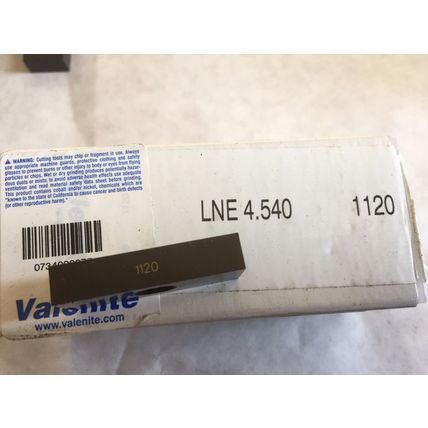 ⚠ WARNING: Cutting tools may chip or fragment in use. Always
use appropriate machine guards, protective clothing and safety
glasses to prevent burns or other injury to body or eyes from flying
particles or chips. Wet or dry grinding produces potentially hazar-
dous dusts or mists; to avoid adverse health effects use adequate
ventilation and read material safety data sheet before grinding.
This product contains cobalt and/or nickel, chemicals which are
"known to the state of California to cause cancer and birth defects
(or other reproductive harm)."
LNE 4.540 1120
1120
Valenite
www.valenite.com